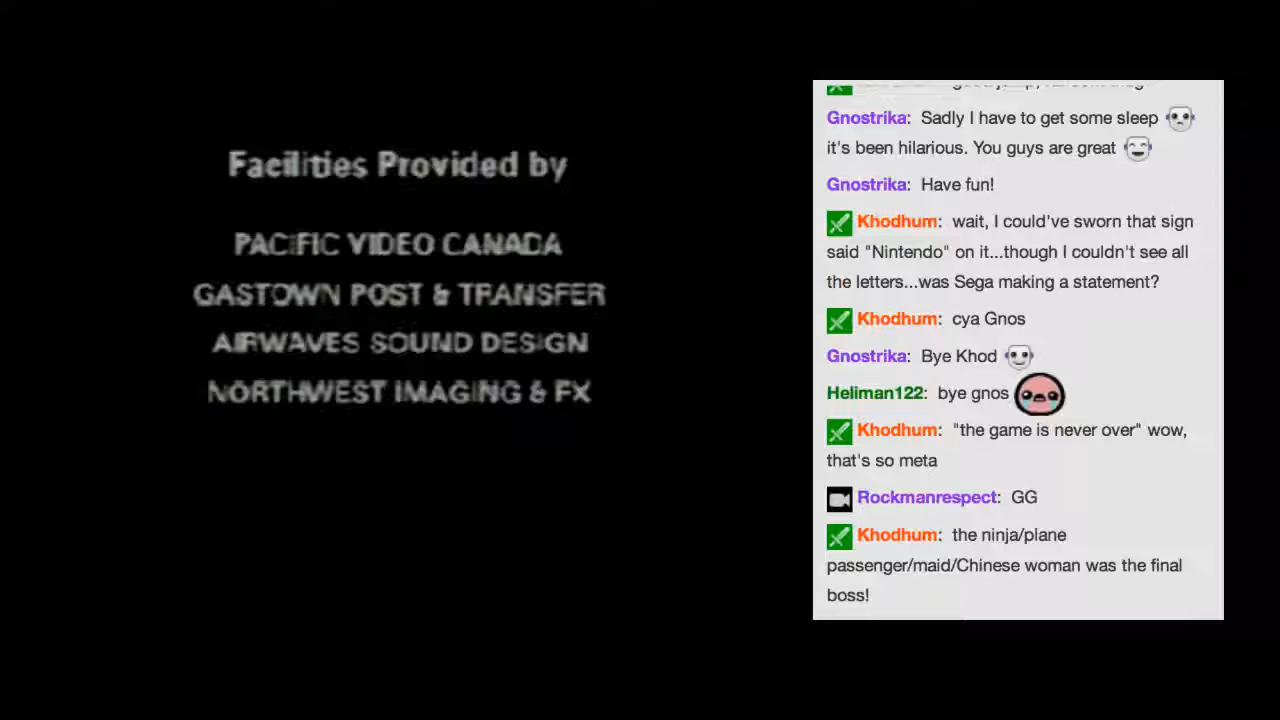 Facilities Provided by
PACIFIC VIDEO CANADA
GASTOWN POST & TRANSFER
AIRWAVES SOUND DESIGN
NORTHWEST IMAGING & FX
Gnostrika: Sadly I have to get some sleep
it's been hilarious. You guys are great
Gnostrika: Have fun!
Khodhum: wait, I could've sworn that sign
said "Nintendo" on it...though I couldn't see all
the letters...was Sega making a statement?
Khodhum: cya Gnos
Gnostrika: Bye Khod
Heliman122: bye gnos
Khodhum: "the game is never over" wow,
that's so meta
Rockmanrespect: GG
Khodhum: the ninja/plane
passenger/maid/Chinese woman was the final
boss!